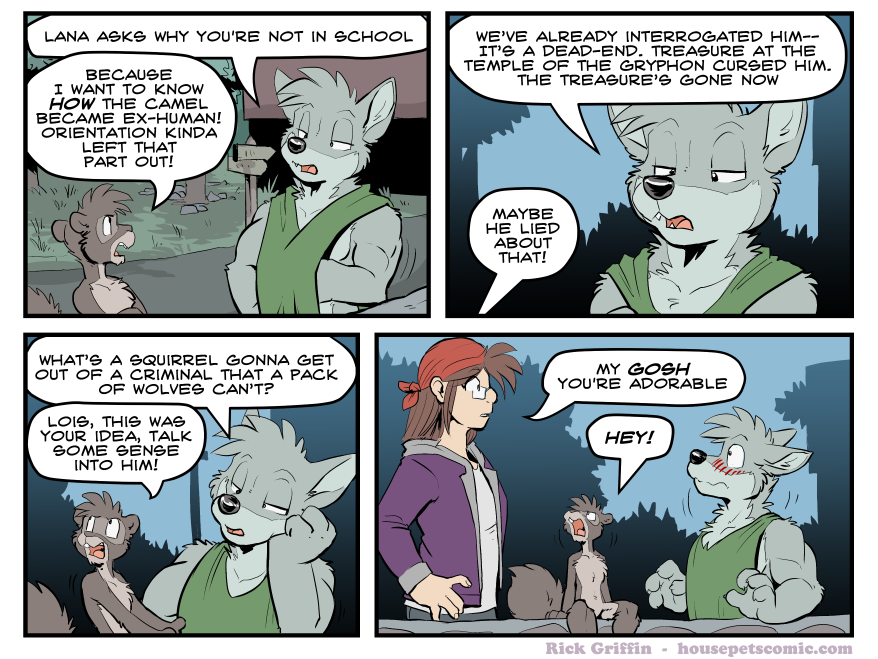 LANA ASKS WHY YOU'RE NOT IN SCHOOL
BECAUSE
I WANT TO KNOW
HOW THE CAMEL
BECAME EX-HUMAN!
ORIENTATION KINDA
LEFT THAT
PART OUT!
WE'VE ALREADY INTERROGATED HIM--
IT'S A DEAD-END. TREASURE AT THE
TEMPLE OF THE GRYPHON CURSED HIM.
THE TREASURE'S GONE NOW
MAYBE
HE LIED
ABOUT
THAT!
WHAT'S A SQUIRREL GONNA GET
OUT OF A CRIMINAL THAT A PACK
OF WOLVES CAN'T?
LOIS, THIS WAS
YOUR IDEA, TALK
SOME SENSE
INTO HIM!
MY GOSH
YOU'RE ADORABLE
HEY!
Rick Griffin - housepetscomic.com